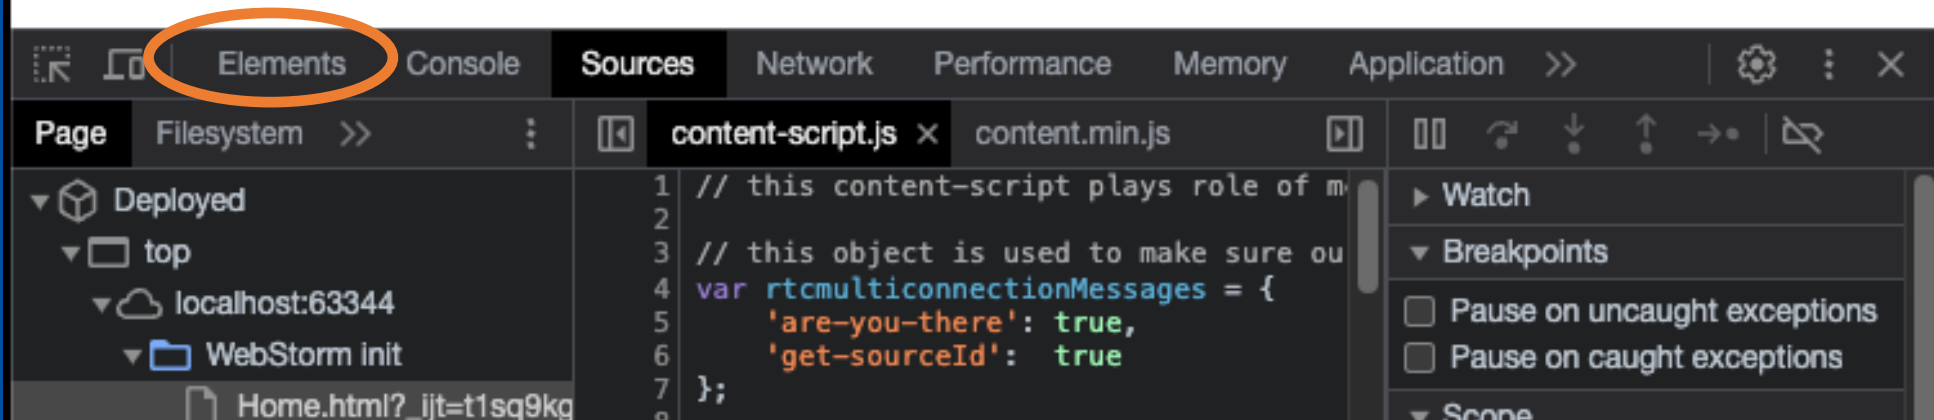 Elements Console Sources Network Performance Memory Application
Page Filesystem
content-script.js content.min.js
Deployed
top
localhost:63344
WebStorm init
Home.html?_ijt=t1sq9kg
1 // this content-script plays role of m
2
3 // this object is used to make sure ou
4 var rtcmulticonnectionMessages = {
5 'are-you-there': true,
6 'get-sourceId': true
7 };
8
Watch
Breakpoints
Pause on uncaught exceptions
Pause on caught exceptions
Scope